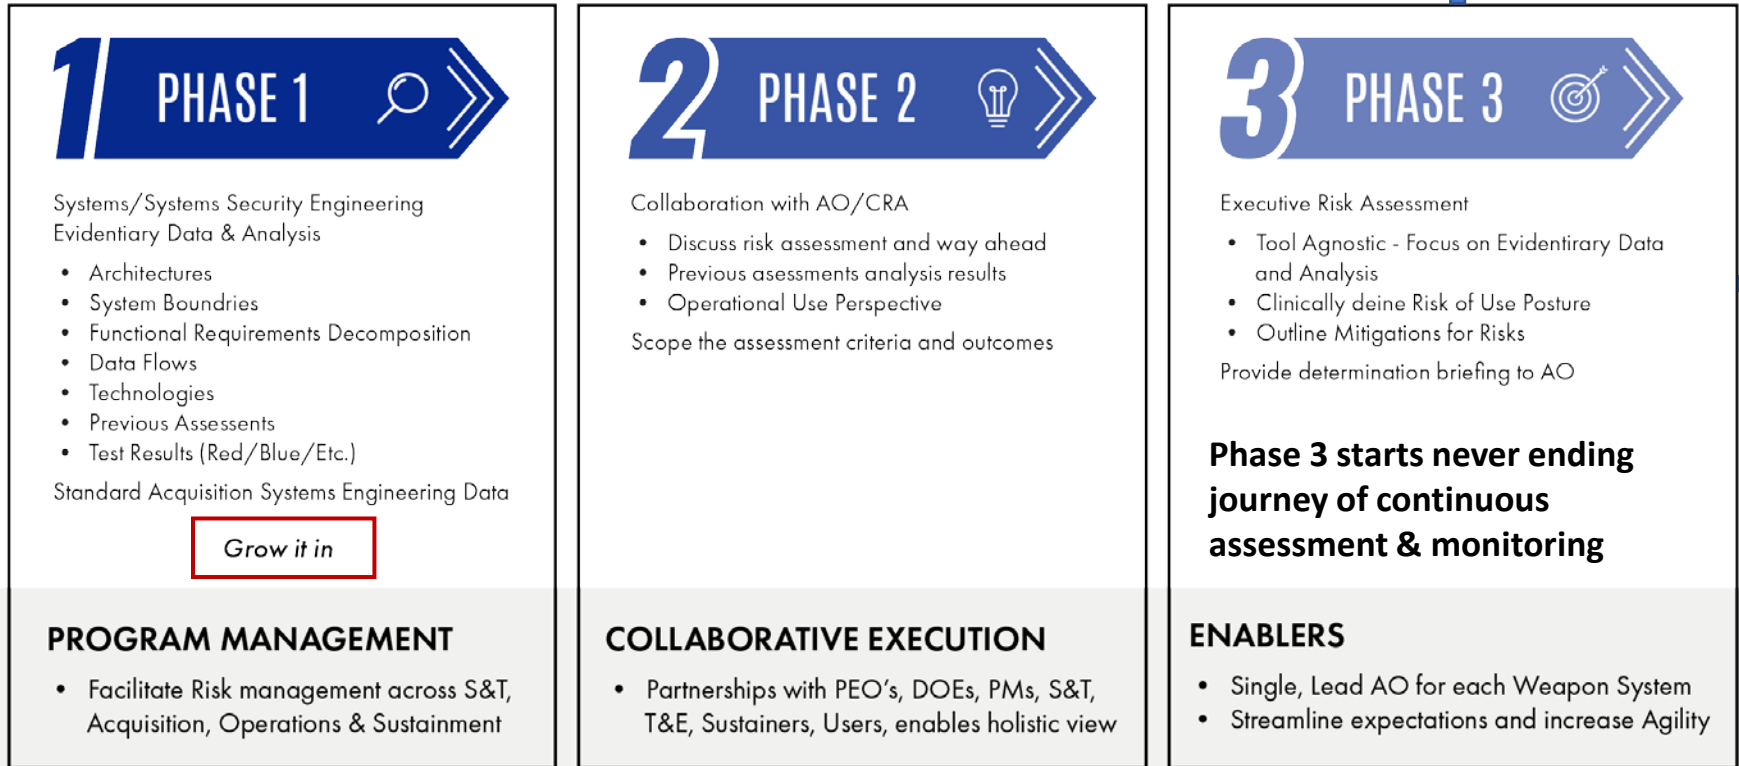 1 PHASE 1
Systems/Systems Security Engineering
Evidentiary Data & Analysis
• Architectures
• System Boundries
• Functional Requirements Decomposition
• Data Flows
• Technologies
• Previous Assessents
• Test Results (Red/Blue/Etc.)
Standard Acquisition Systems Engineering Data
Grow it in
PROGRAM MANAGEMENT
• Facilitate Risk management across S&T,
Acquisition, Operations & Sustainment
2 PHASE 2
Collaboration with AO/CRA
• Discuss risk assessment and way ahead
• Previous asessments analysis results
• Operational Use Perspective
Scope the assessment criteria and outcomes
COLLABORATIVE EXECUTION
• Partnerships with PEO's, DOEs, PMs, S&T,
T&E, Sustainers, Users, enables holistic view
3 PHASE 3
Executive Risk Assessment
• Tool Agnostic - Focus on Evidentirary Data
and Analysis
• Clinically deine Risk of Use Posture
• Outline Mitigations for Risks
Provide determination briefing to AO
Phase 3 starts never ending
journey of continuous
assessment & monitoring
ENABLERS
• Single, Lead AO for each Weapon System
• Streamline expectations and increase Agility